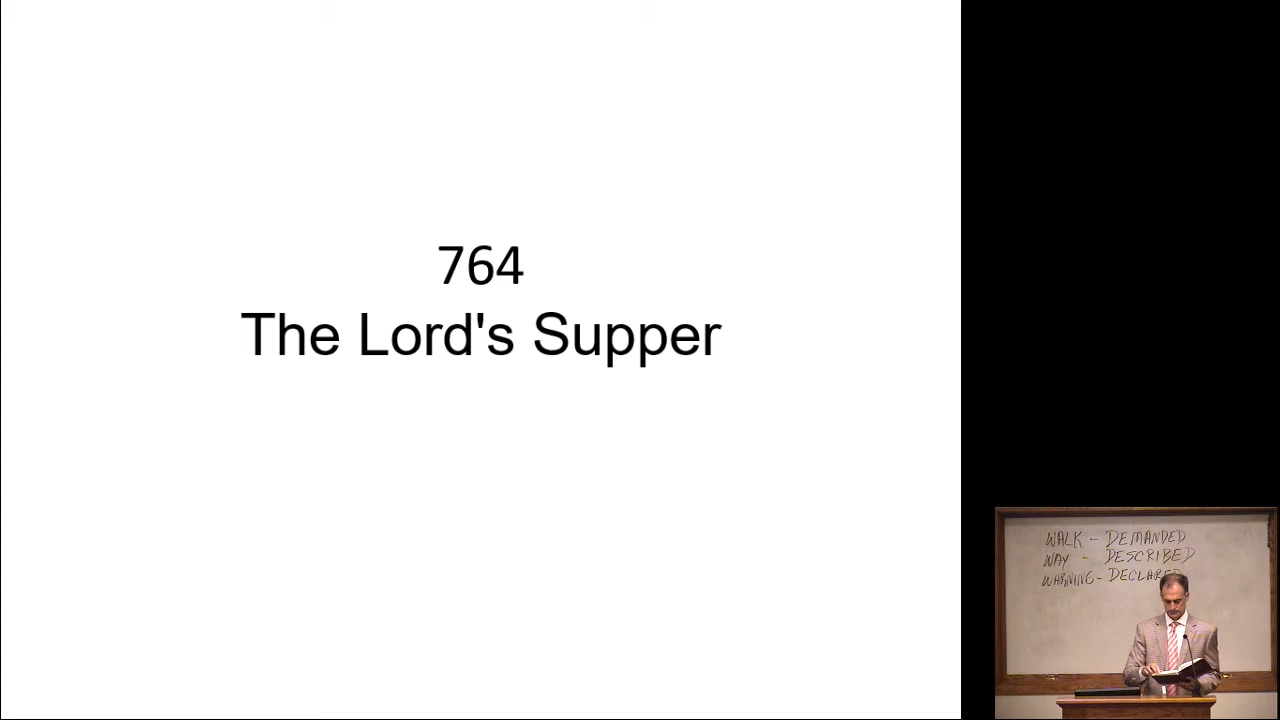 764
The Lord's Supper
WALK - DEMANDED
WAY - DESCRIBED
WARNING - DECLARED